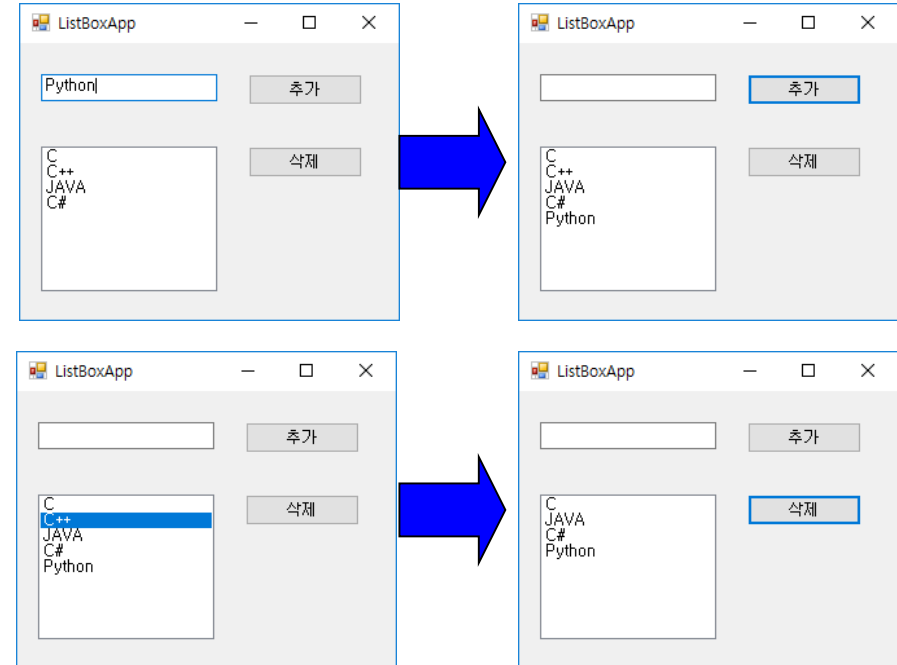 ListBoxApp
Python
추가
C
C++
JAVA
C#
삭제
ListBoxApp
추가
C
C++
JAVA
C#
Python
삭제
ListBoxApp
추가
C
C++
JAVA
C#
Python
삭제
ListBoxApp
추가
C
JAVA
C#
Python
삭제